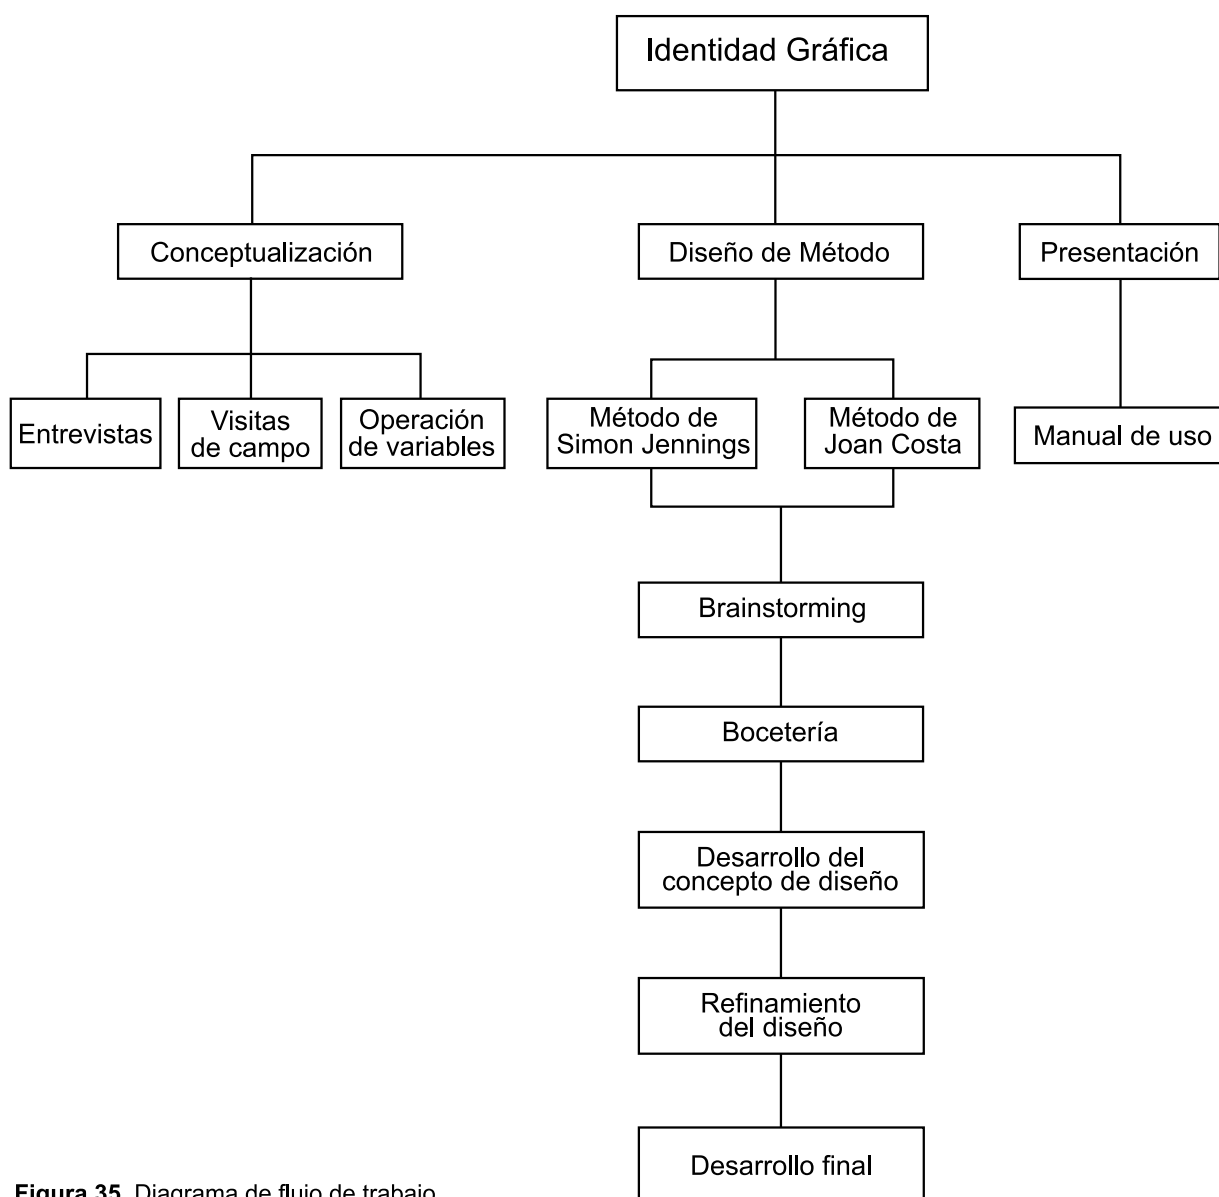 Identidad Gráfica
Conceptualización
Diseño de Método
Presentación
Entrevistas
Visitas
de campo
Operación
de variables
Método de
Simon Jennings
Método de
Joan Costa
Manual de uso
Brainstorming
Bocetería
Desarrollo del
concepto de diseño
Refinamiento
del diseño
Desarrollo final
Figura 35. Diagrama de flujo de trabajo